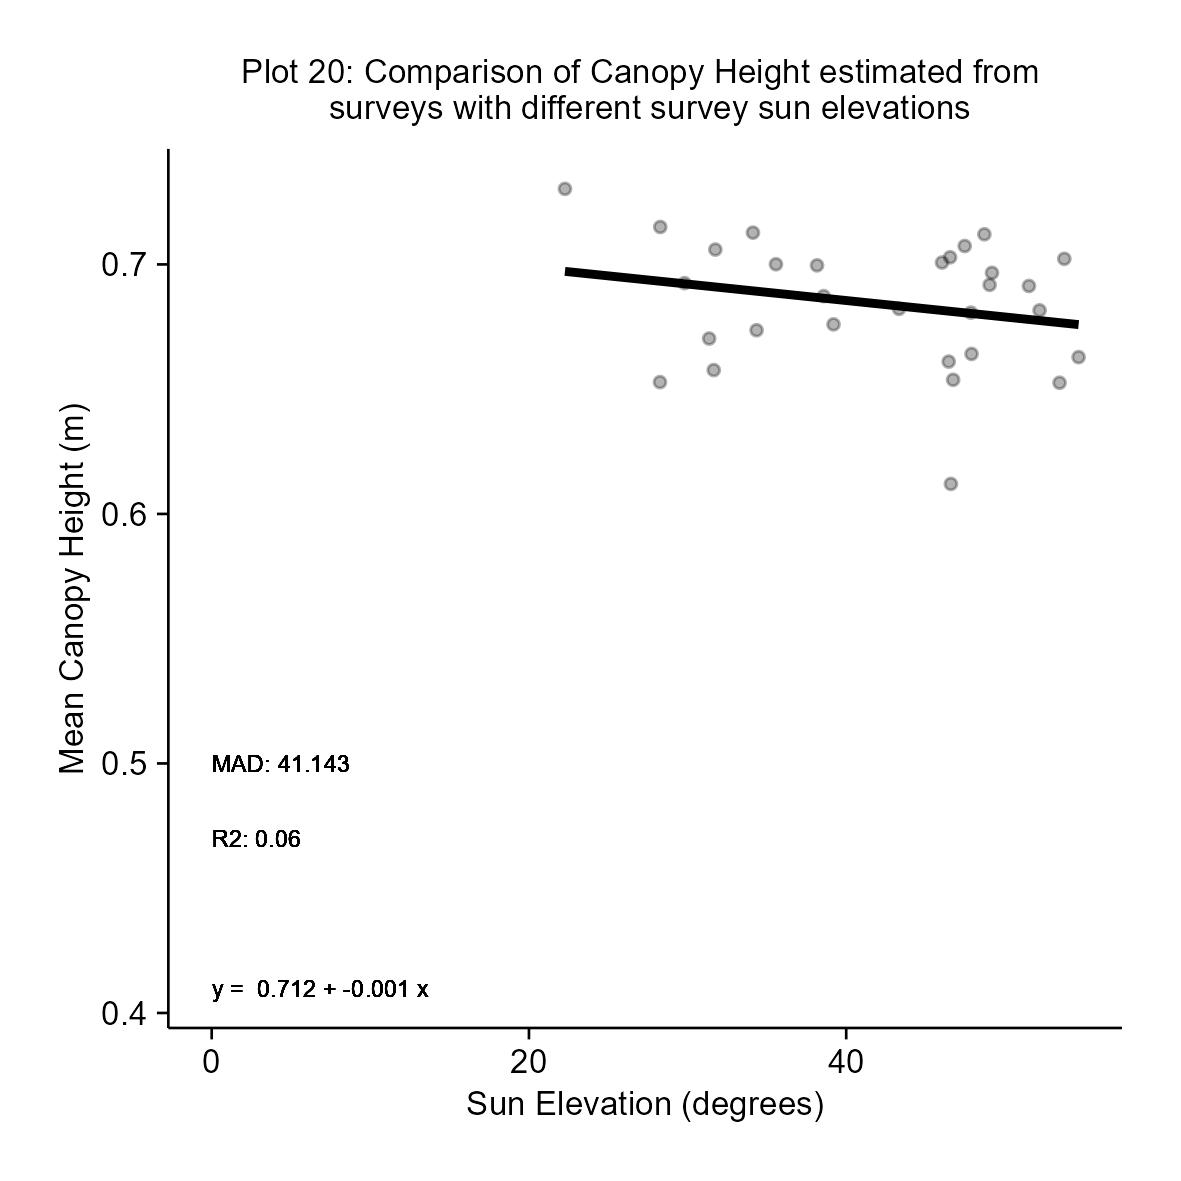 Plot 20: Comparison of Canopy Height estimated from
surveys with different survey sun elevations
Mean Canopy Height (m)
0.7
0.6
0.5
0.4
MAD: 41.143
R2: 0.06
y =  0.712 + -0.001 x
0
20
40
Sun Elevation (degrees)